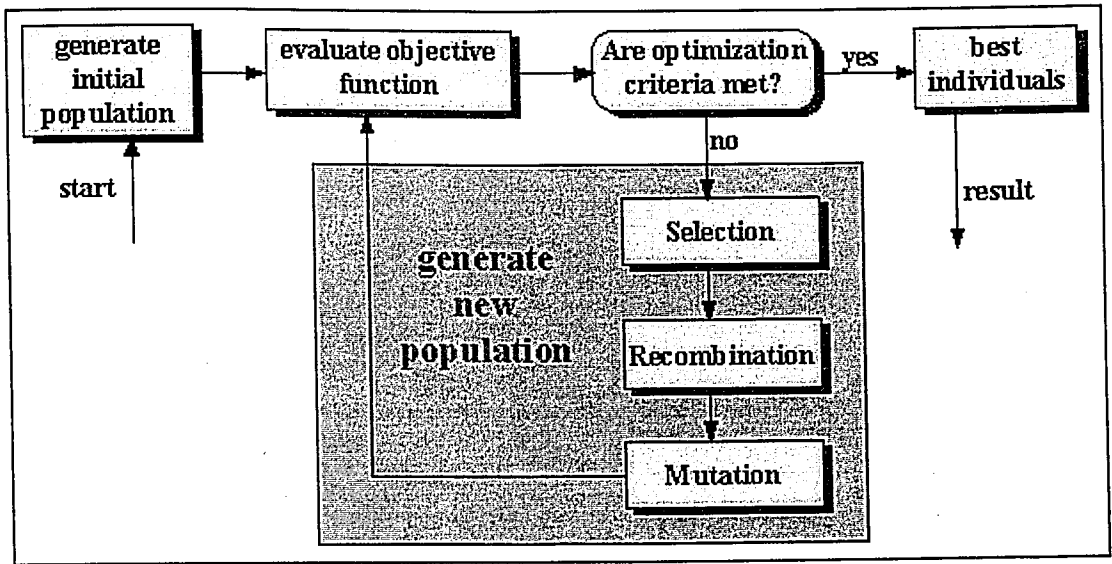 generate
initial
population
evaluate objective
function
Are optimization
criteria met?
yes
best
individuals
start
no
result
generate
new
population
Selection
Recombination
Mutation